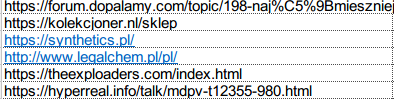 https://forum.dopalamy.com/topic/198-naj%C5%9Bmieszniej
https://kolekcjoner.nl/sklep
https://synthetics.pl/
http://www.legalchem.pl/pl/
https://theexploaders.com/index.html
https://hyperreal.info/talk/mdpv-t12355-980.html